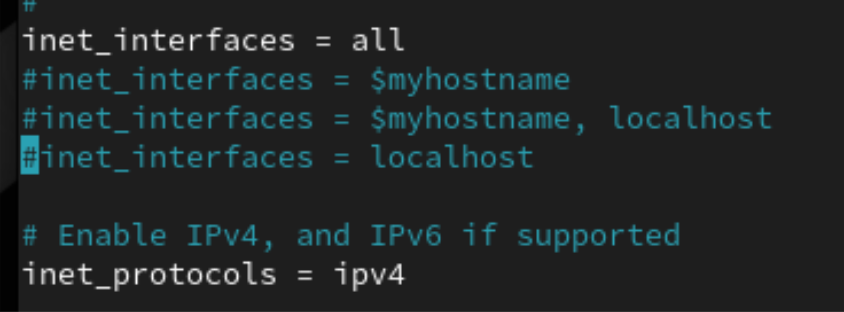 #
inet_interfaces = all
#inet_interfaces = $myhostname
#inet_interfaces = $myhostname, localhost
#inet_interfaces = localhost
# Enable IPv4, and IPv6 if supported
inet_protocols = ipv4